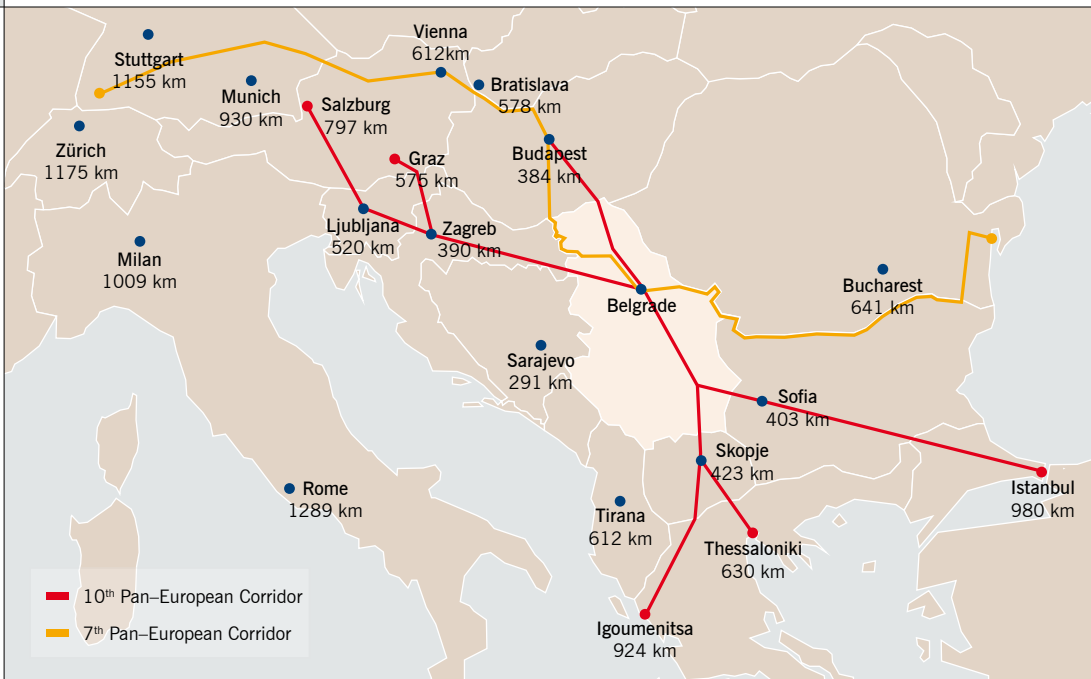 Vienna
612km
Stuttgart
1155 km
Munich
930 km
Salzburg
797 km
Bratislava
578 km
Zürich
1175 km
Graz
575 km
Budapest
384 km
Ljubljana
520 km
Zagreb
390 km
Milan
1009 km
Belgrade
Bucharest
641 km
Sarajevo
291 km
Sofia
403 km
Skopje
423 km
Rome
1289 km
Tirana
612 km
Istanbul
980 km
Thessaloniki
630 km
Igoumenitsa
924 km
10th Pan–European Corridor
7th Pan–European Corridor